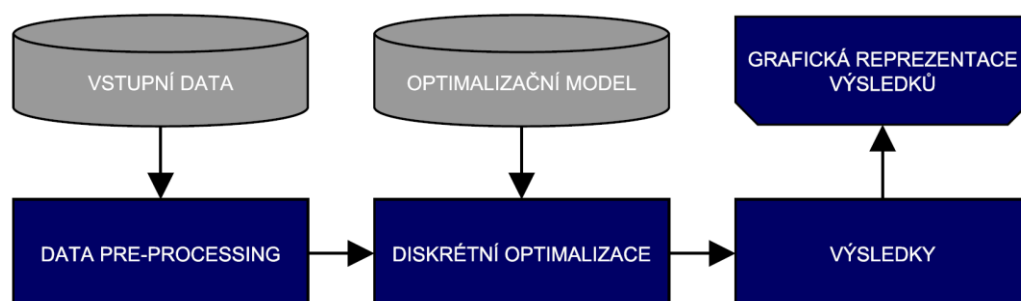 VSTUPNÍ DATA
OPTIMALIZAČNÍ MODEL
GRAFICKÁ REPREZENTACE
VÝSLEDKŮ
DATA PRE-PROCESSING
DISKRÉTNÍ OPTIMALIZACE
VÝSLEDKY